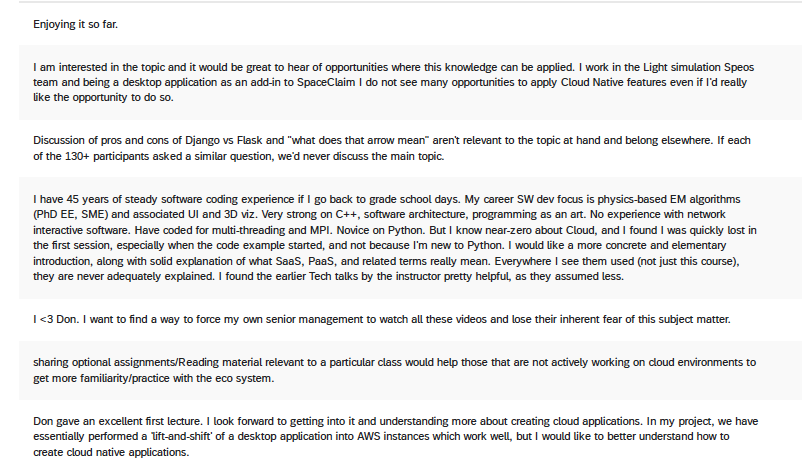 Enjoying it so far.
I am interested in the topic and it would be great to hear of opportunities where this knowledge can be applied. I work in the Light simulation Speos
team and being a desktop application as an add-in to SpaceClaim I do not see many opportunities to apply Cloud Native features even if I'd really
like the opportunity to do so.
Discussion of pros and cons of Django vs Flask and "what does that arrow mean" aren't relevant to the topic at hand and belong elsewhere. If each
of the 130+ participants asked a similar question, we'd never discuss the main topic.
I have 45 years of steady software coding experience if I go back to grade school days. My career SW dev focus is physics-based EM algorithms
(PhD EE, SME) and associated UI and 3D viz. Very strong on C++, software architecture, programming as an art. No experience with network
interactive software. Have coded for multi-threading and MPI. Novice on Python. But I know near-zero about Cloud, and I found I was quickly lost in
the first session, especially when the code example started, and not because I'm new to Python. I would like a more concrete and elementary
introduction, along with solid explanation of what SaaS, PaaS, and related terms really mean. Everywhere I see them used (not just this course),
they are never adequately explained. I found the earlier Tech talks by the instructor pretty helpful, as they assumed less.
I <3 Don. I want to find a way to force my own senior management to watch all these videos and lose their inherent fear of this subject matter.
sharing optional assignments/Reading material relevant to a particular class would help those that are not actively working on cloud environments to
get more familiarity/practice with the eco system.
Don gave an excellent first lecture. I look forward to getting into it and understanding more about creating cloud applications. In my project, we have
essentially performed a 'lift-and-shift' of a desktop application into AWS instances which work well, but I would like to better understand how to
create cloud native applications.